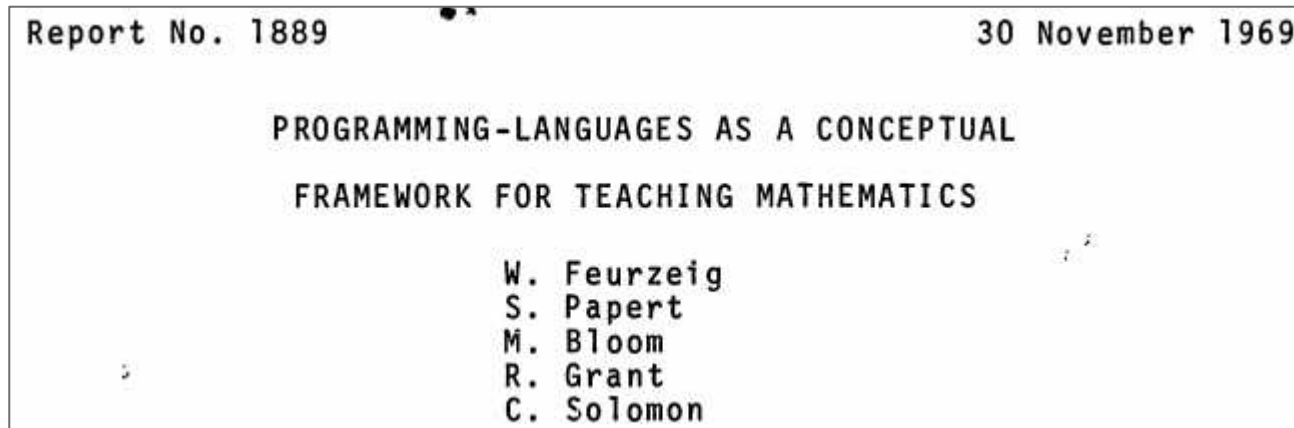 Report No. 1889 30 November 1969
PROGRAMMING-LANGUAGES AS A CONCEPTUAL
FRAMEWORK FOR TEACHING MATHEMATICS
W. Feurzeig
S. Papert
M. Bloom
R. Grant
C. Solomon